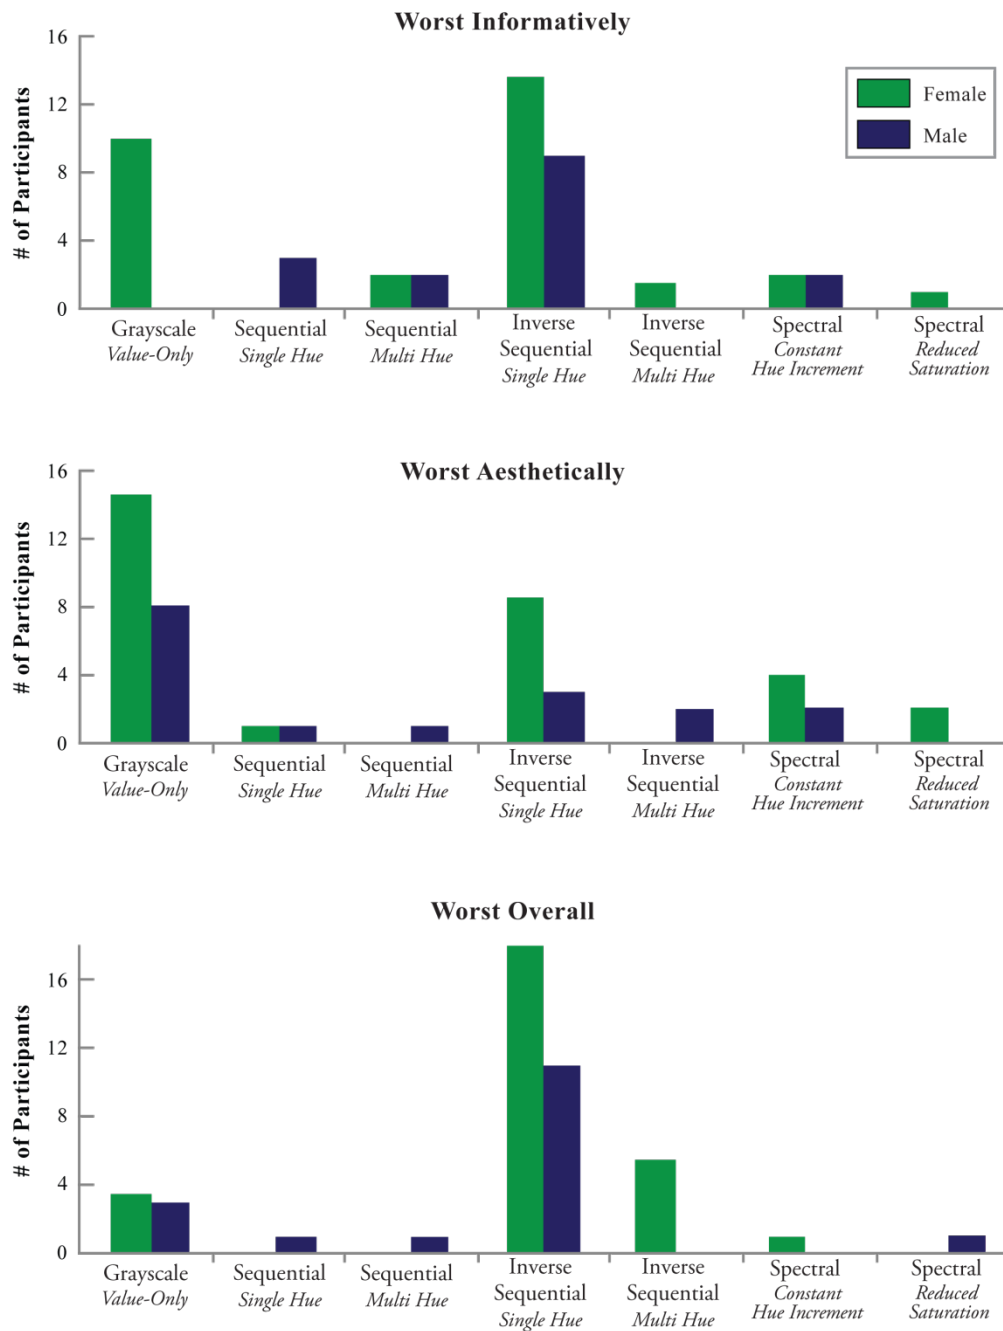 Worst Informatively
# of Participants
16
12
8
4
0
Female
Male
Grayscale
Value-Only
Sequential
Single Hue
Sequential
Multi Hue
Inverse
Sequential
Single Hue
Inverse
Sequential
Multi Hue
Spectral
Constant
Hue Increment
Spectral
Reduced
Saturation
Worst Aesthetically
# of Participants
16
12
8
4
0
Grayscale
Value-Only
Sequential
Single Hue
Sequential
Multi Hue
Inverse
Sequential
Single Hue
Inverse
Sequential
Multi Hue
Spectral
Constant
Hue Increment
Spectral
Reduced
Saturation
Worst Overall
# of Participants
16
12
8
4
0
Grayscale
Value-Only
Sequential
Single Hue
Sequential
Multi Hue
Inverse
Sequential
Single Hue
Inverse
Sequential
Multi Hue
Spectral
Constant
Hue Increment
Spectral
Reduced
Saturation